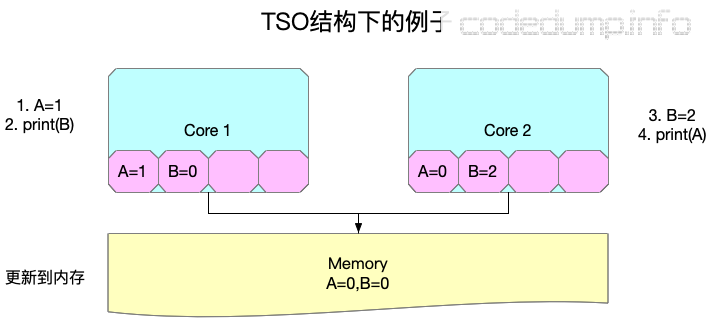 TSO结构下的例子
codedump info
1. A=1
2. print(B)
Core 1
A=1 B=0
Core 2
A=0 B=2
3. B=2
4. print(A)
更新到内存
Memory
A=0,B=0